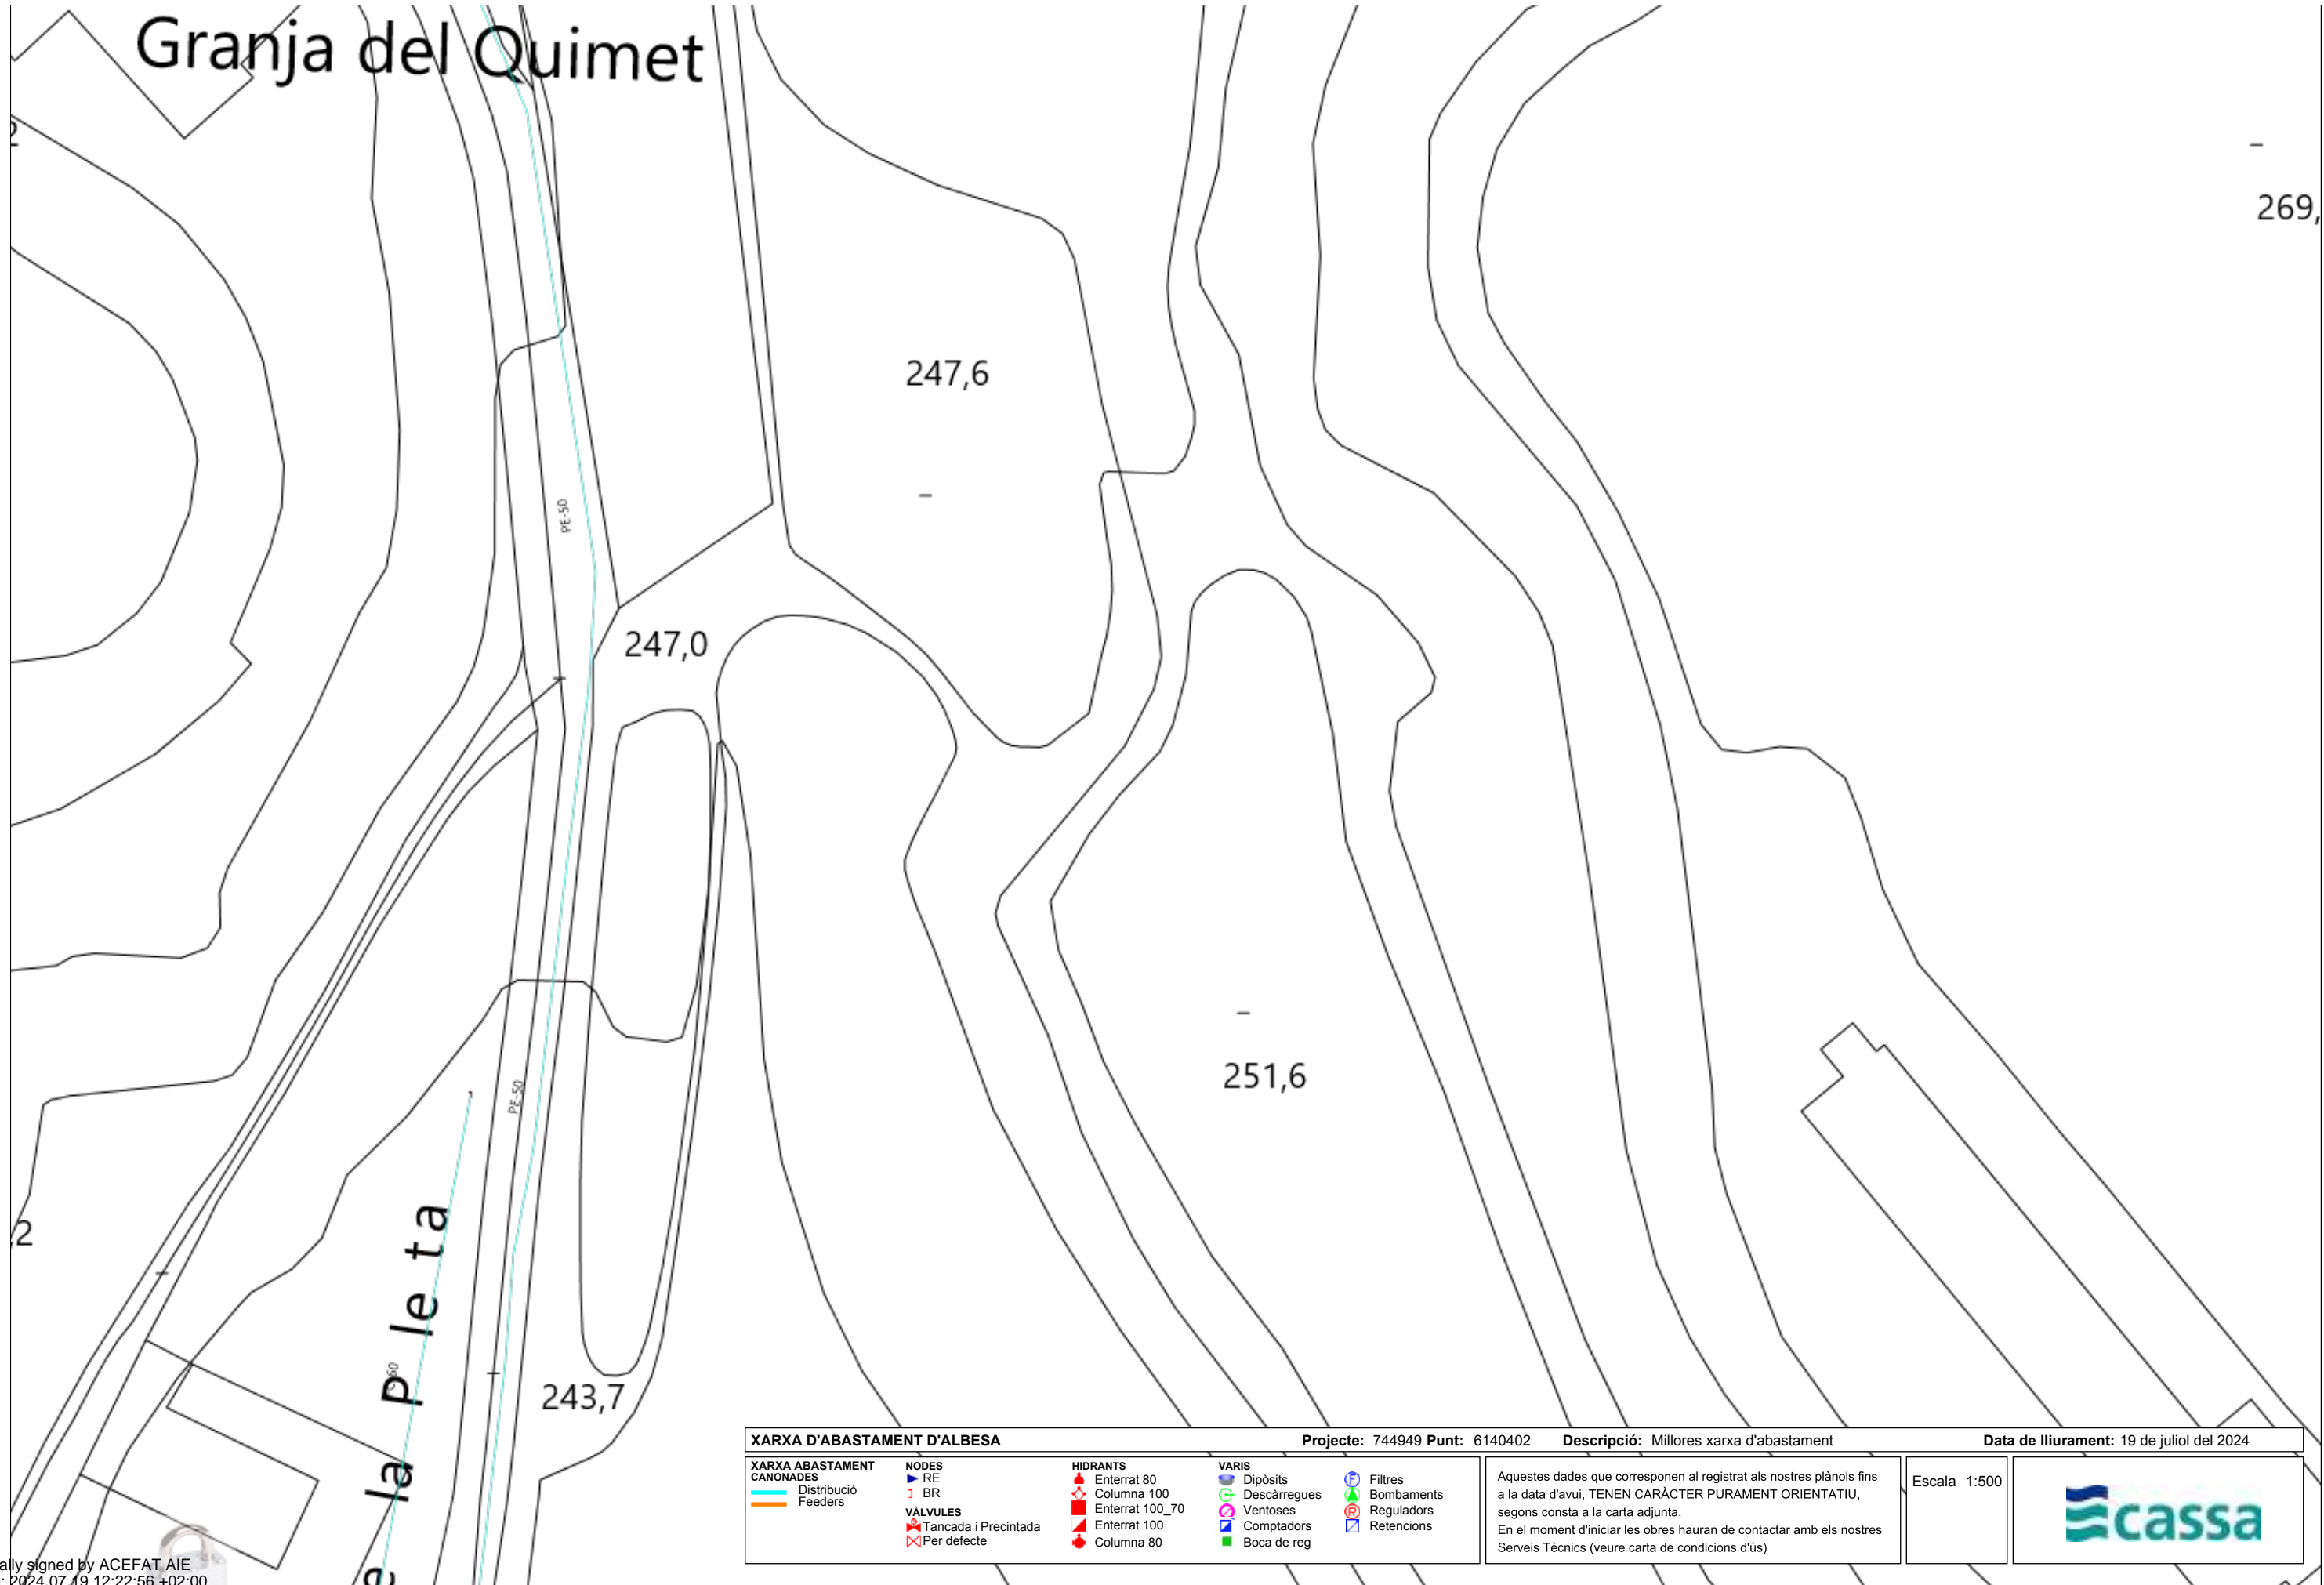 Granja del Quimet
2
269,
247,6
PE-50
247,0
251,6
PE-50
,2
la pleta
243,7
XARXA D'ABASTAMENT D'ALBESA Projecte: 744949 Punt: 6140402 Descripció: Millores xarxa d'abastament Data de lliurament: 19 de juliol del 2024
XARXA ABASTAMENT
CANONADES
Distribució
Feeders
NODES
RE
BR
VÀLVULES
Tancada i Precintada
Per defecte
HIDRANTS
Enterrat 80
Columna 100
Enterrat 100_70
Enterrat 100
Columna 80
VARIS
Dipòsits
Descàrregues
Ventoses
Comptadors
Boca de reg
Filtres
Bombaments
Reguladors
Retencions
Aquestes dades que corresponen al registrat als nostres plànols fins
a la data d'avui, TENEN CARÀCTER PURAMENT ORIENTATIU,
segons consta a la carta adjunta.
En el moment d'iniciar les obres hauran de contactar amb els nostres
Serveis Tècnics (veure carta de condicions d'ús)
Escala 1:500
cassa
ally signed by ACEFAT AIE
: 2024.07.19 12:22:56 +02:00